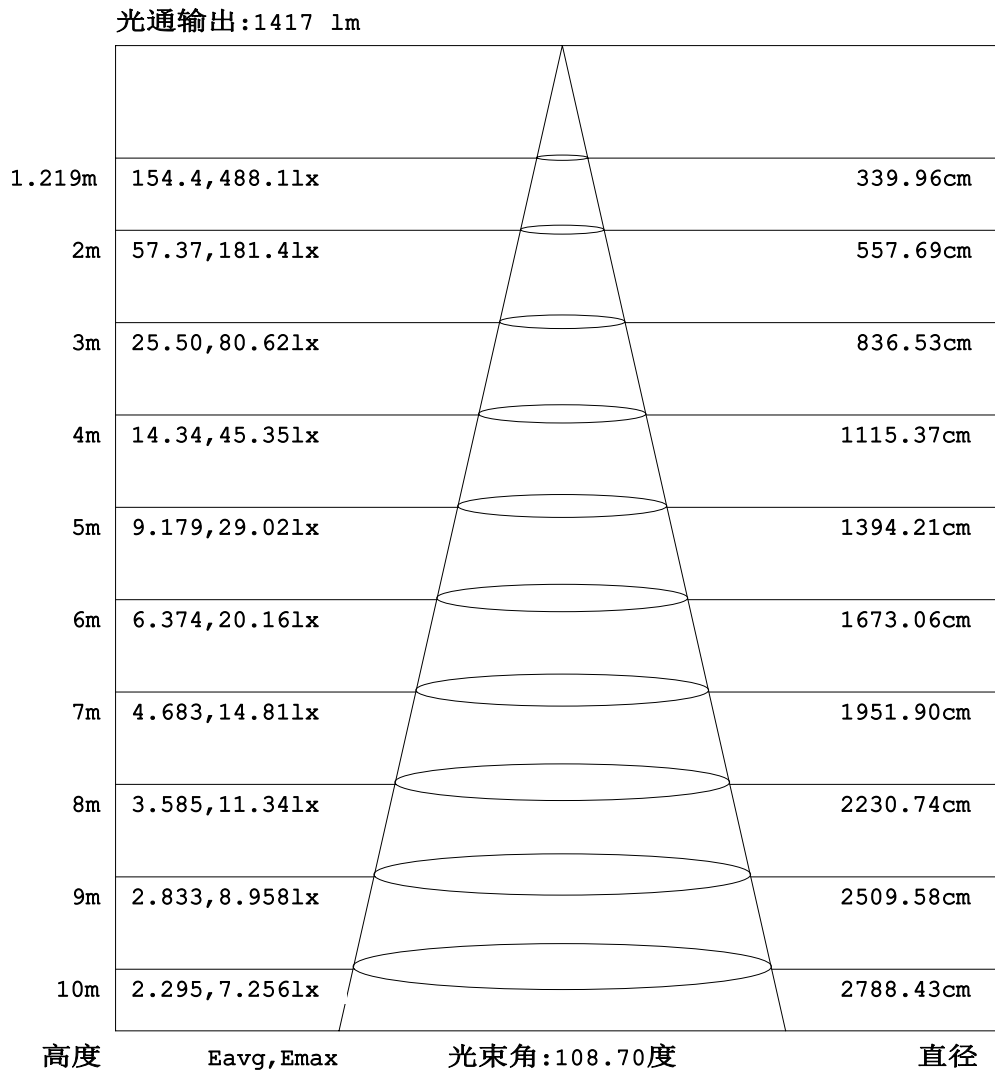 光通输出:1417 lm
1.219m 154.4,488.1lx 339.96cm
2m 57.37,181.4lx 557.69cm
3m 25.50,80.62lx 836.53cm
4m 14.34,45.35lx 1115.37cm
5m 9.179,29.02lx 1394.21cm
6m 6.374,20.16lx 1673.06cm
7m 4.683,14.81lx 1951.90cm
8m 3.585,11.34lx 2230.74cm
9m 2.833,8.958lx 2509.58cm
10m 2.295,7.256lx 2788.43cm
高度 Eavg,Emax 光束角:108.70度 直径